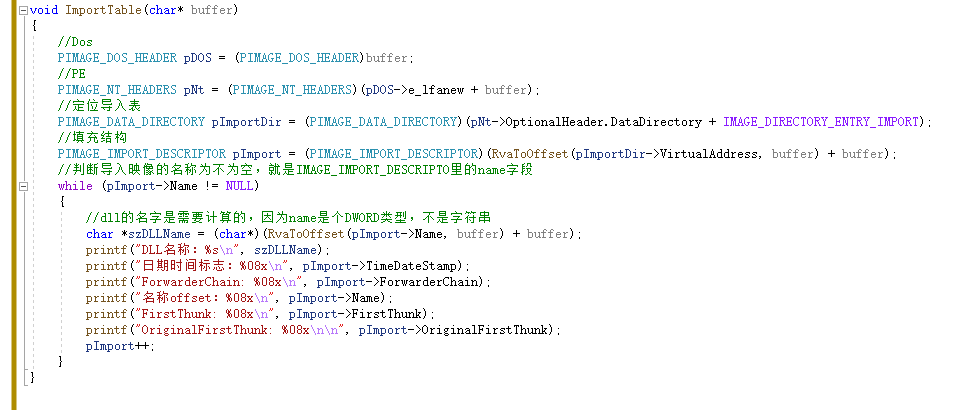 void ImportTable(char* buffer)
{
//Dos
PIMAGE_DOS_HEADER pDOS = (PIMAGE_DOS_HEADER)buffer;
//PE
PIMAGE_NT_HEADERS pNt = (PIMAGE_NT_HEADERS)(pDOS->e_lfanew + buffer);
//定位导入表
PIMAGE_DATA_DIRECTORY pImportDir = (PIMAGE_DATA_DIRECTORY)(pNt->OptionalHeader.DataDirectory + IMAGE_DIRECTORY_ENTRY_IMPORT);
//填充结构
PIMAGE_IMPORT_DESCRIPTOR pImport = (PIMAGE_IMPORT_DESCRIPTOR)(RvaToOffset(pImportDir->VirtualAddress, buffer) + buffer);
//判断导入映像的名称为不为空，就是IMAGE_IMPORT_DESCRIPTO里的name字段
while (pImport->Name != NULL)
{
//dll的名字是需要计算的，因为name是个DWORD类型，不是字符串
char *szDLLName = (char*)(RvaToOffset(pImport->Name, buffer) + buffer);
printf("DLL名称：%s\n", szDLLName);
printf("日期时间标志：%08x\n", pImport->TimeDateStamp);
printf("ForwarderChain: %08x\n", pImport->ForwarderChain);
printf("名称offset：%08x\n", pImport->Name);
printf("FirstThunk: %08x\n", pImport->FirstThunk);
printf("OriginalFirstThunk: %08x\n\n", pImport->OriginalFirstThunk);
pImport++;
}
}